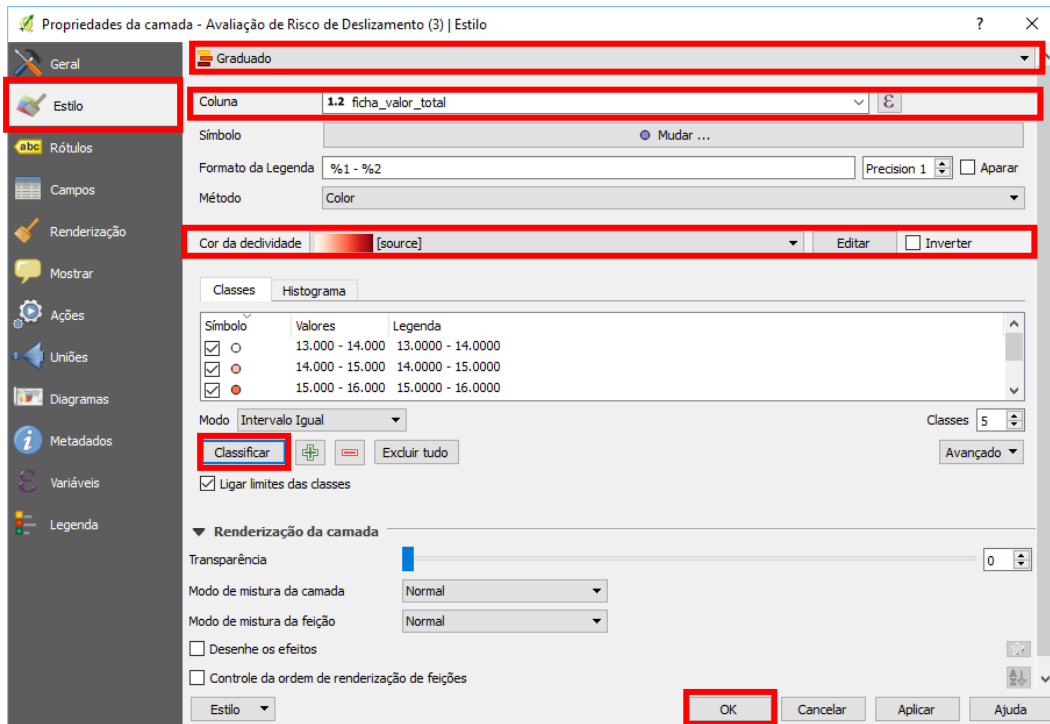 Propriedades da camada - Avaliação de Risco de Deslizamento (3) | Estilo
Geral
Estilo
abc Rótulos
Campos
Renderização
Mostrar
Ações
Uniões
Diagramas
Metadados
Variáveis
Legenda
Graduado
Coluna 1.2 ficha_valor_total ε
Símbolo Mudar ...
Formato da Legenda %1 - %2 Precision 1 Aparar
Método Color
Cor da declividade [source] Editar Inverter
Classes Histograma
Símbolo Valores Legenda
13.000 - 14.000 13.0000 - 14.0000
14.000 - 15.000 14.0000 - 15.0000
15.000 - 16.000 15.0000 - 16.0000
Modo Intervalo Igual Classes 5
Classificar Excluir tudo Avançado
Ligar limites das classes
Renderização da camada
Transparência 0
Modo de mistura da camada Normal
Modo de mistura da feição Normal
Desenhe os efeitos
Controle da ordem de renderização de feições
Estilo OK Cancelar Aplicar Ajuda